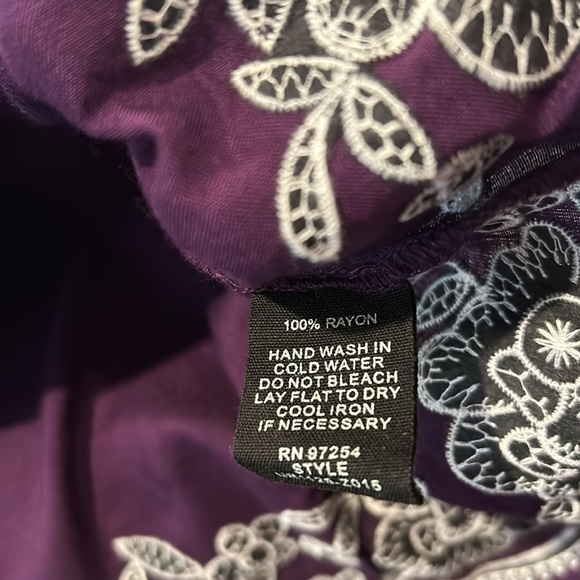 100% RAYON
HAND WASH IN
COLD WATER
DO NOT BLEACH
LAY FLAT TO DRY
COOL IRON
IF NECESSARY
RN 97254
STYLE